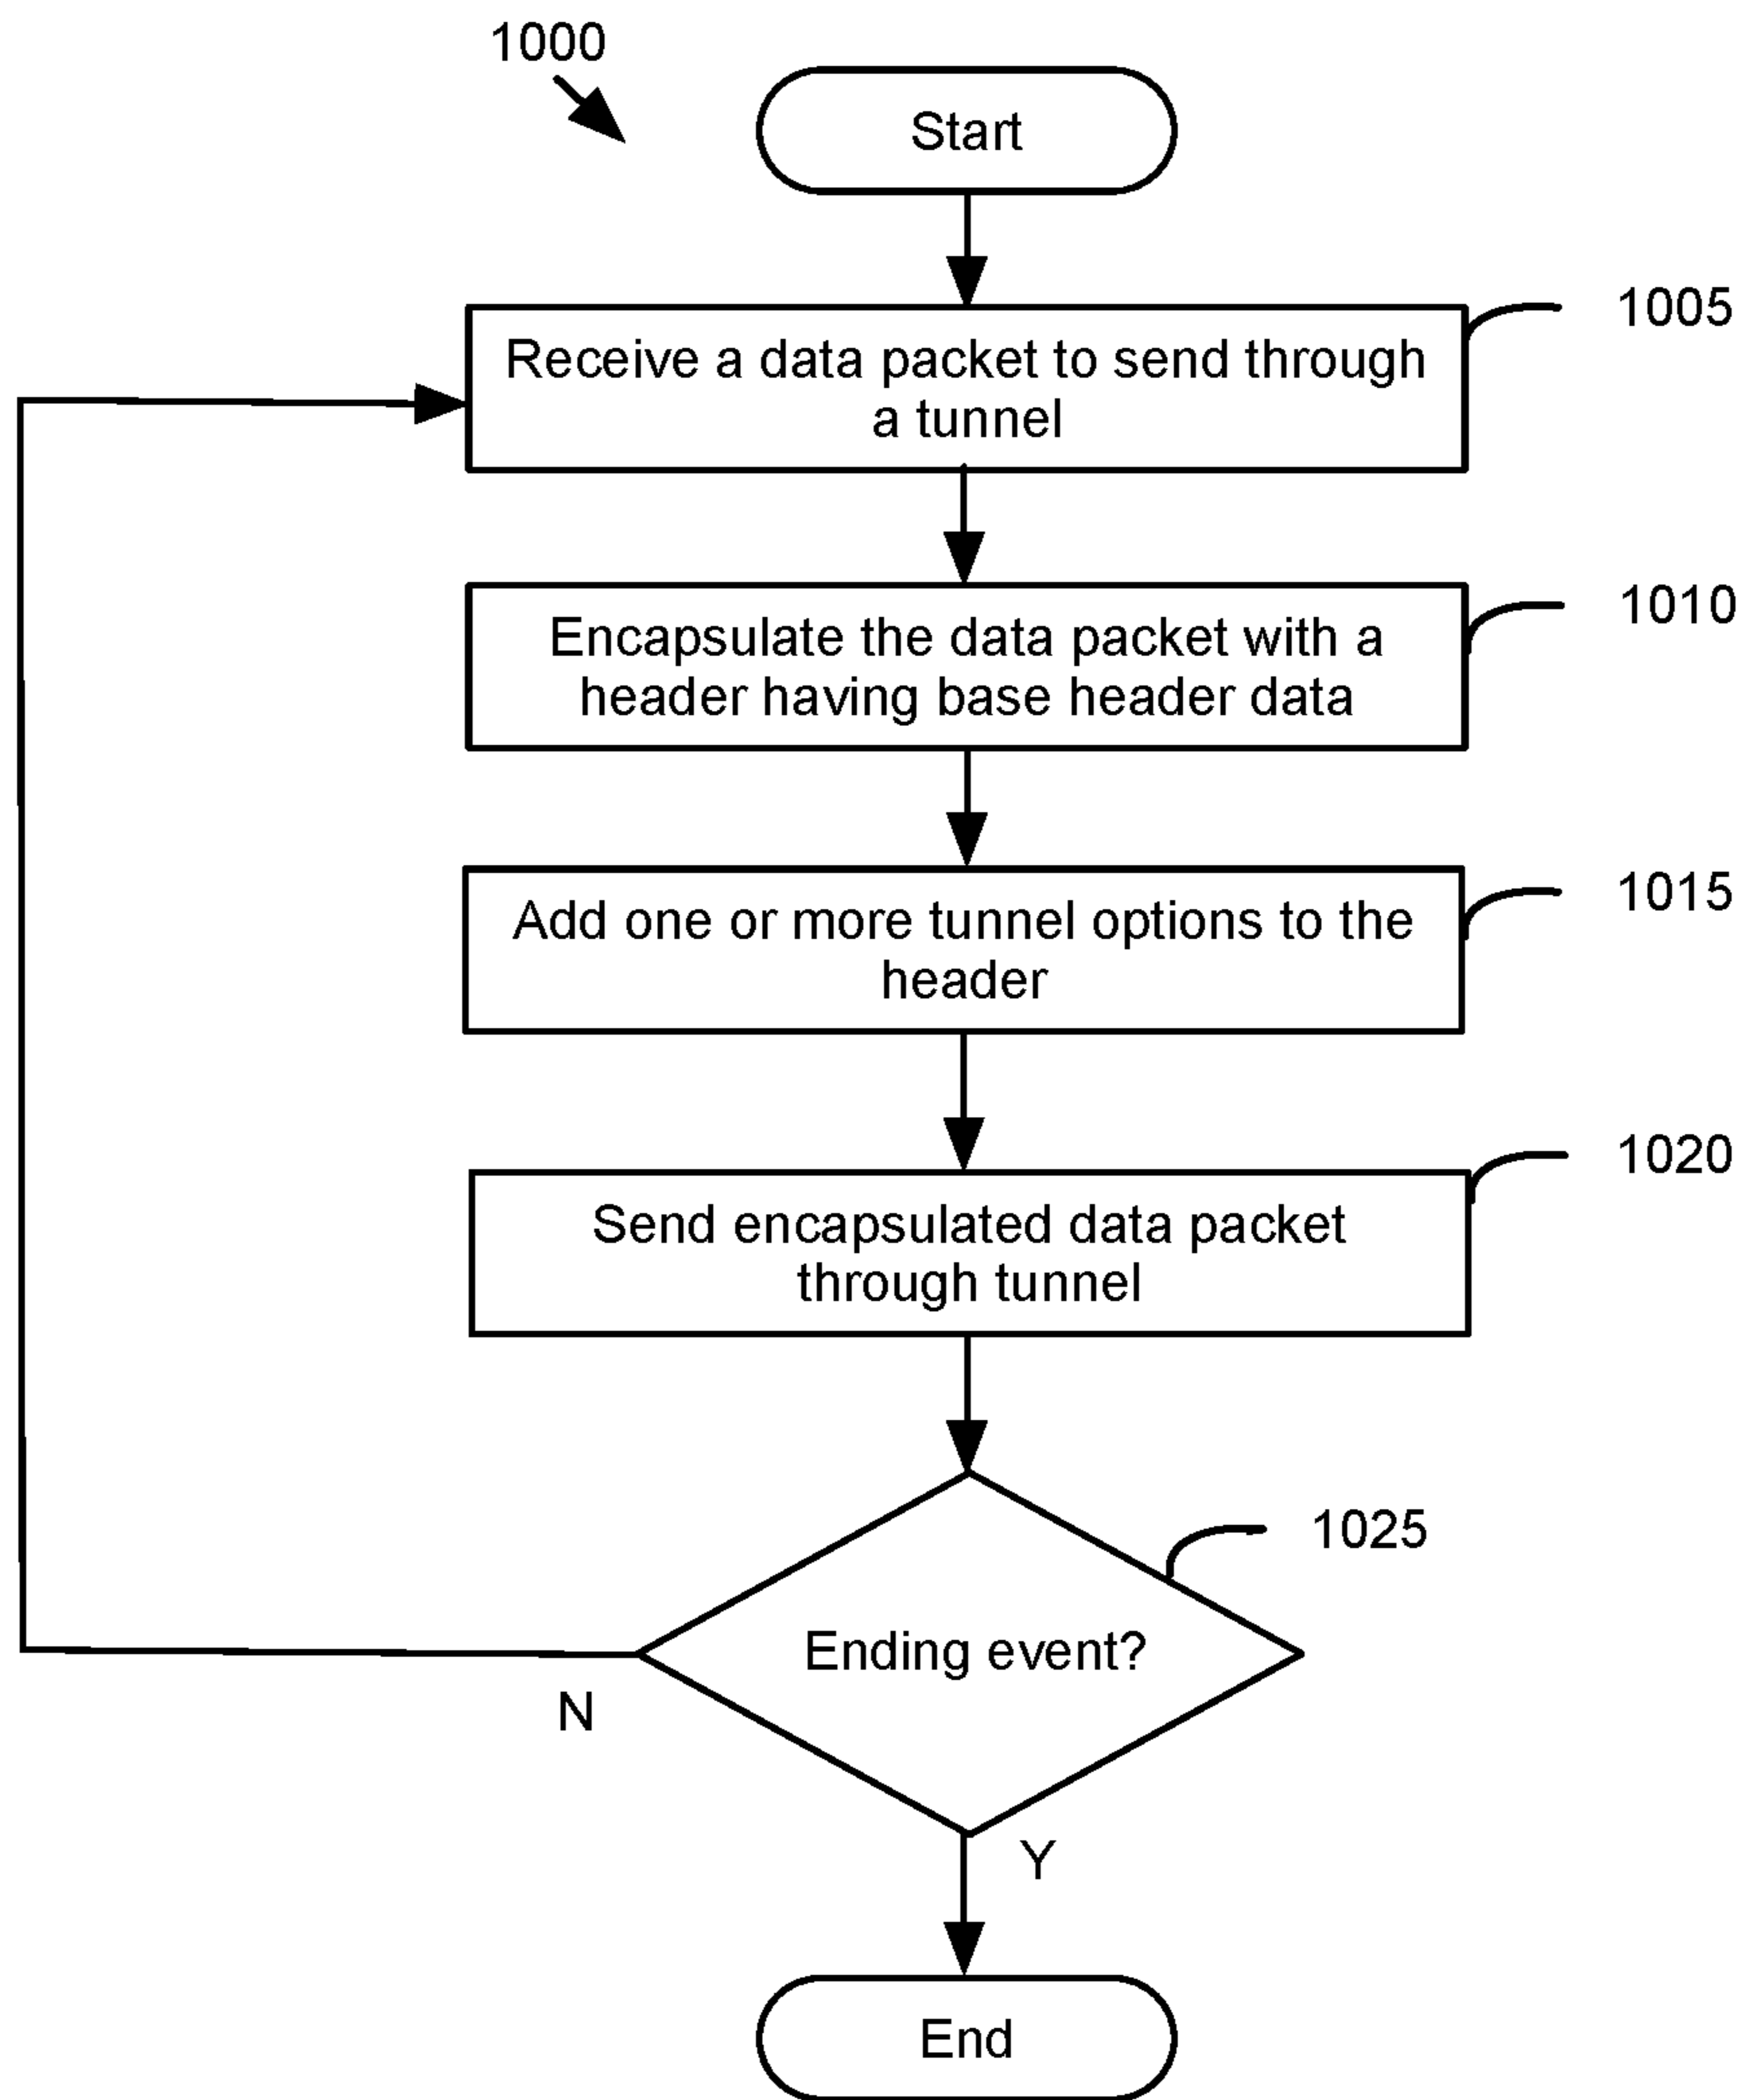 1000
Start
1005
Receive a data packet to send through
a tunnel
1010
Encapsulate the data packet with a
header having base header data
1015
Add one or more tunnel options to the
header
1020
Send encapsulated data packet
through tunnel
1025
Ending event?
N
Y
End